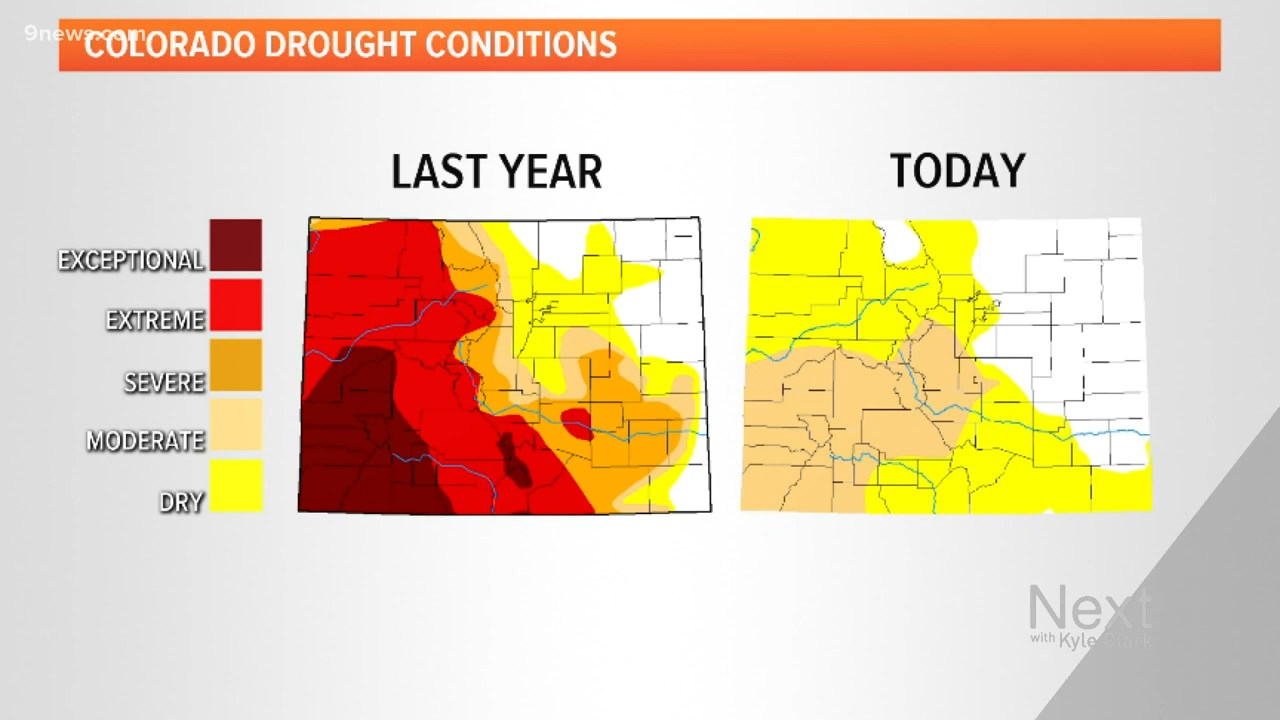 9news.com
COLORADO DROUGHT CONDITIONS
LAST YEAR
TODAY
EXCEPTIONAL
EXTREME
SEVERE
MODERATE
DRY
Next
with Kyle Clark